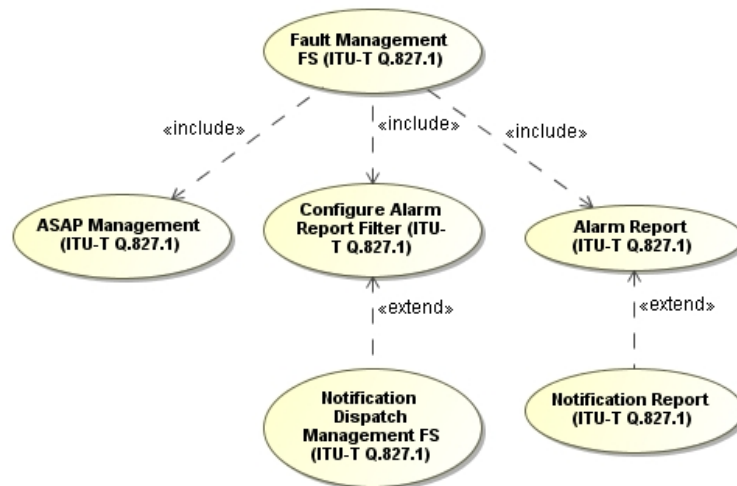 Fault Management
FS (ITU-T Q.827.1)
«include»
«include»
«include»
ASAP Management
(ITU-T Q.827.1)
Configure Alarm
Report Filter (ITU-
T Q.827.1)
Alarm Report
(ITU-T Q.827.1)
«extend»
«extend»
Notification
Dispatch
Management FS
(ITU-T Q.827.1)
Notification Report
(ITU-T Q.827.1)